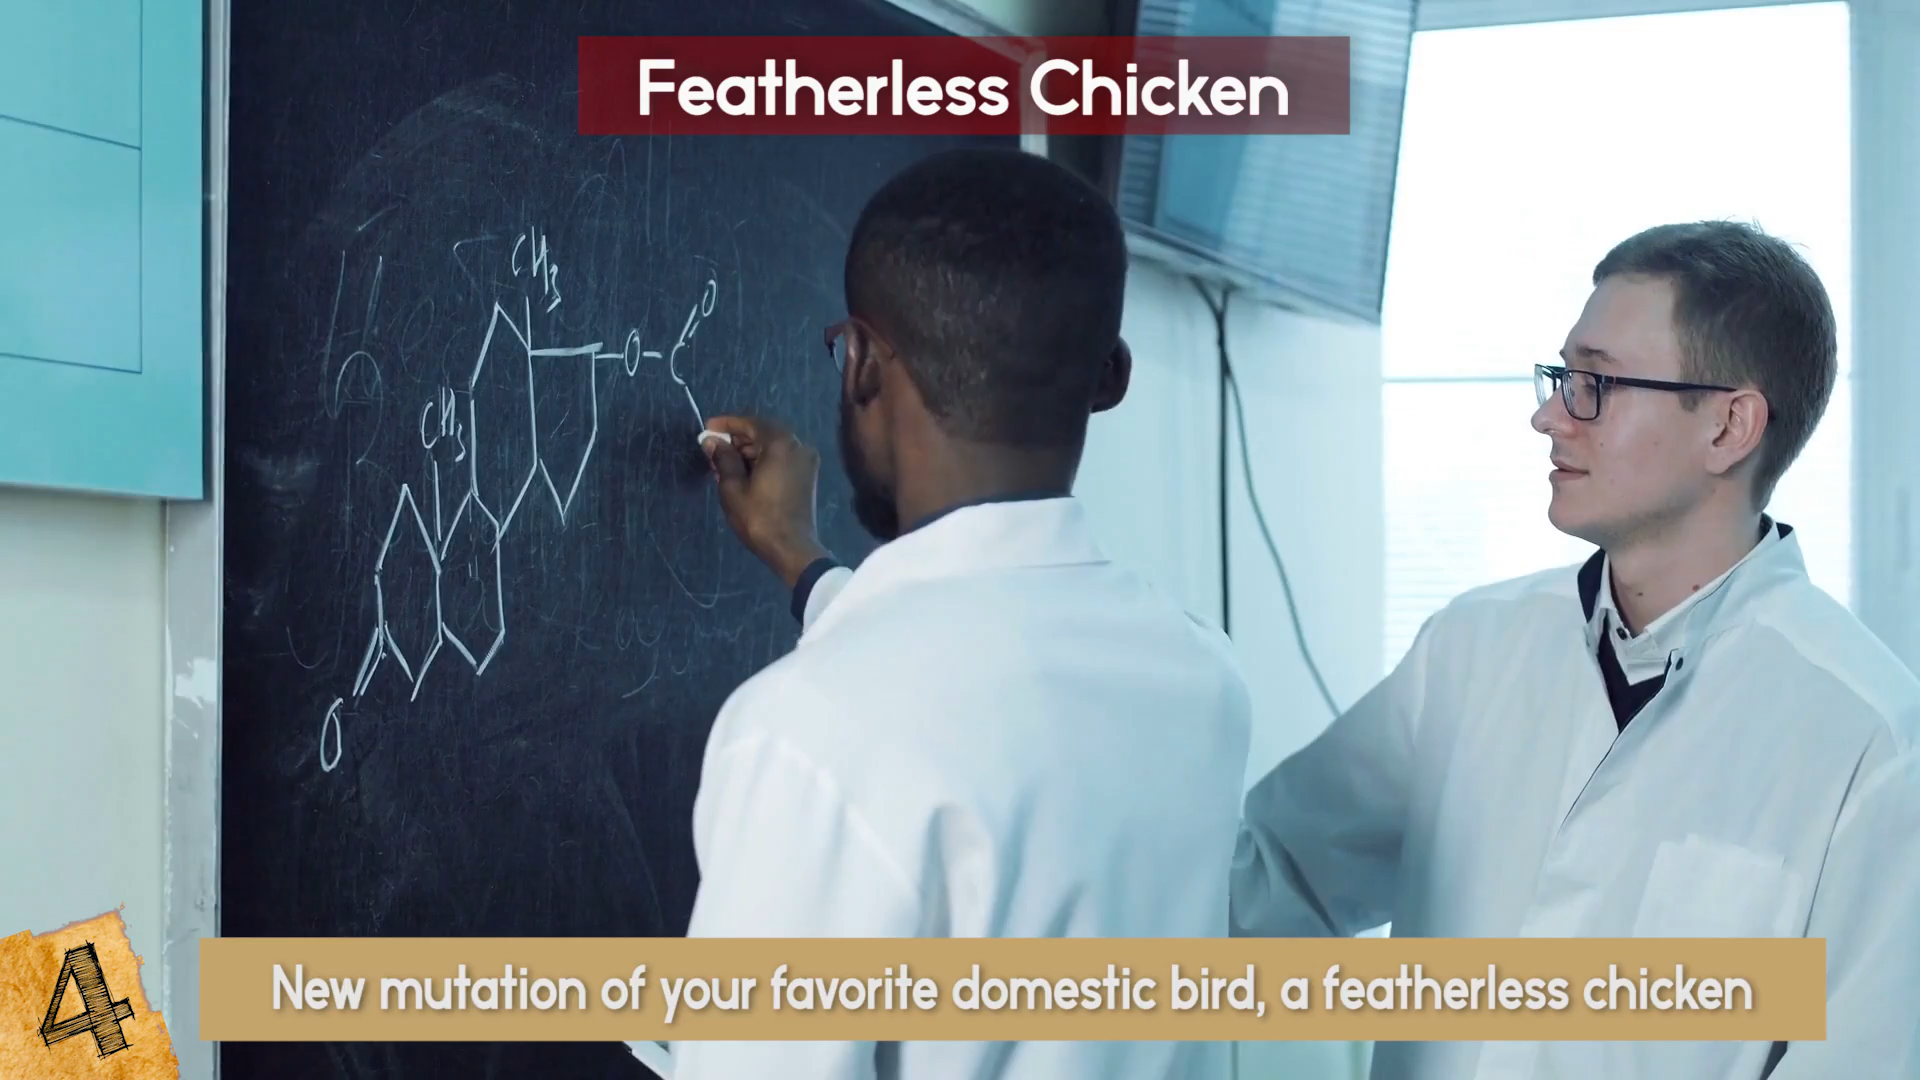 Featherless Chicken
CH3
O
O
C
CH3
O
4
New mutation of your favorite domestic bird, a featherless chicken